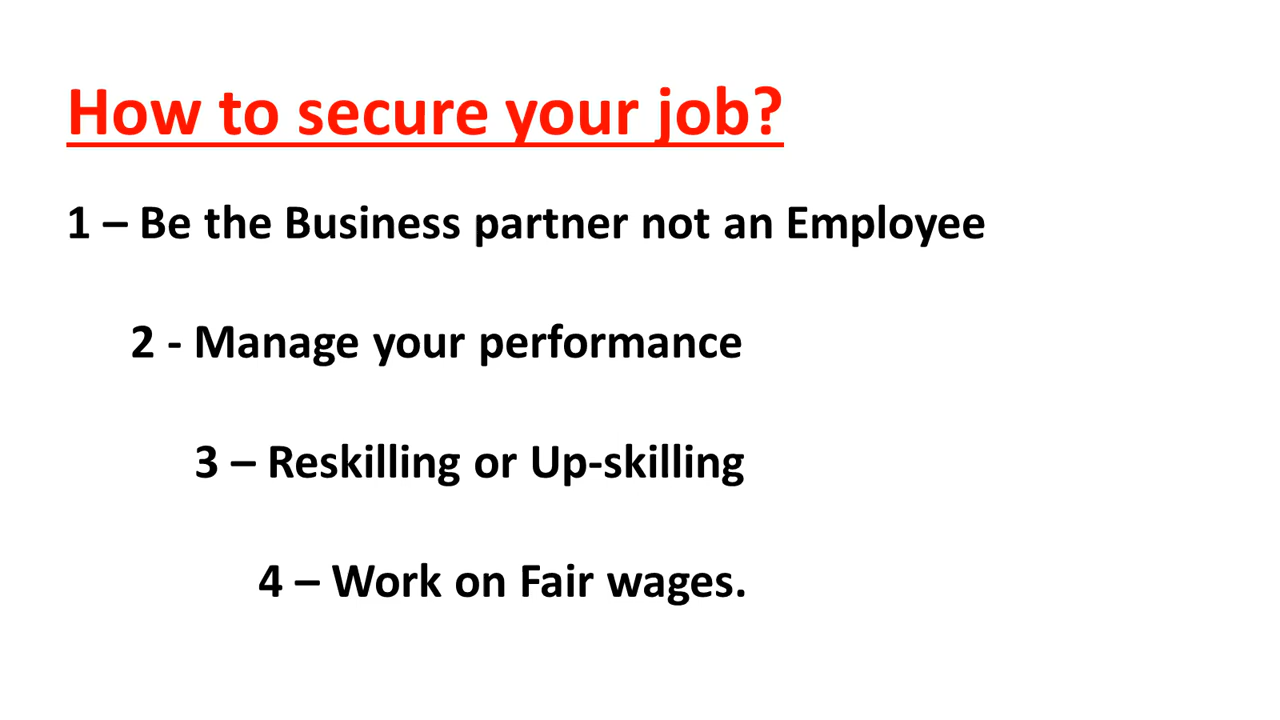 How to secure your job?
1 – Be the Business partner not an Employee
2 - Manage your performance
3 – Reskilling or Up-skilling
4 – Work on Fair wages.